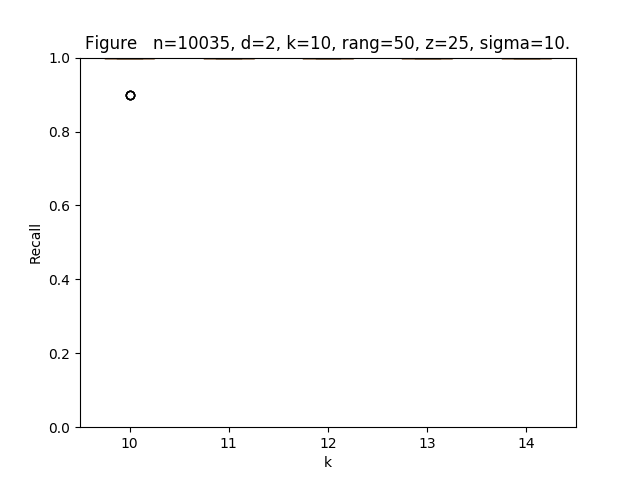 Figure   n=10035, d=2, k=10, rang=50, z=25, sigma=10.
1.0
0.8
0.6
0.4
0.2
0.0
Recall
10 11 12 13 14
k